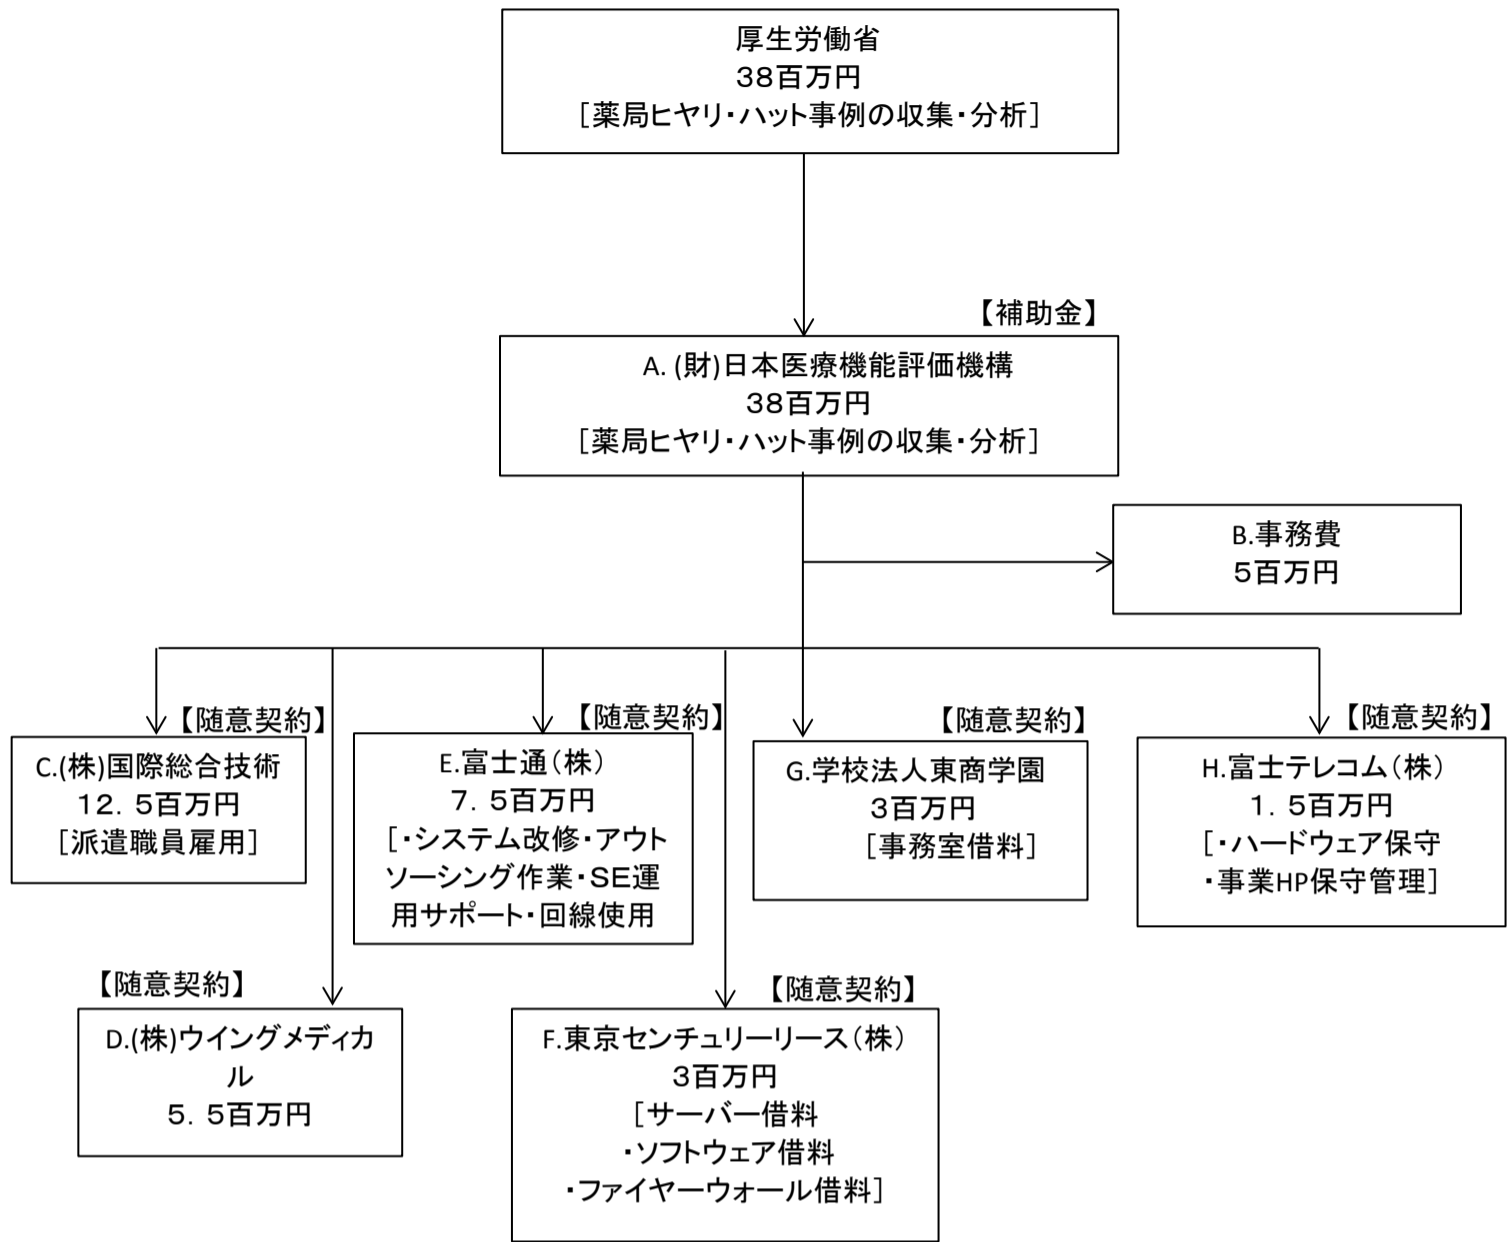 厚生労働省
38百万円
[薬局ヒヤリ・ハット事例の収集・分析]
【補助金】
A. (財)日本医療機能評価機構
38百万円
[薬局ヒヤリ・ハット事例の収集・分析]
B.事務費
5百万円
【随意契約】
C.(株)国際総合技術
12.5百万円
[派遣職員雇用]
【随意契約】
E.富士通(株)
7.5百万円
[・システム改修・アウト
ソーシング作業・SE運
用サポート・回線使用
【随意契約】
G.学校法人東商学園
3百万円
[事務室借料]
【随意契約】
H.富士テレコム(株)
1.5百万円
[・ハードウェア保守
・事業HP保守管理]
【随意契約】
D.(株)ウイングメディカ
ル
5.5百万円
【随意契約】
F.東京センチュリーリース(株)
3百万円
[サーバー借料
・ソフトウェア借料
・ファイヤーウォール借料]